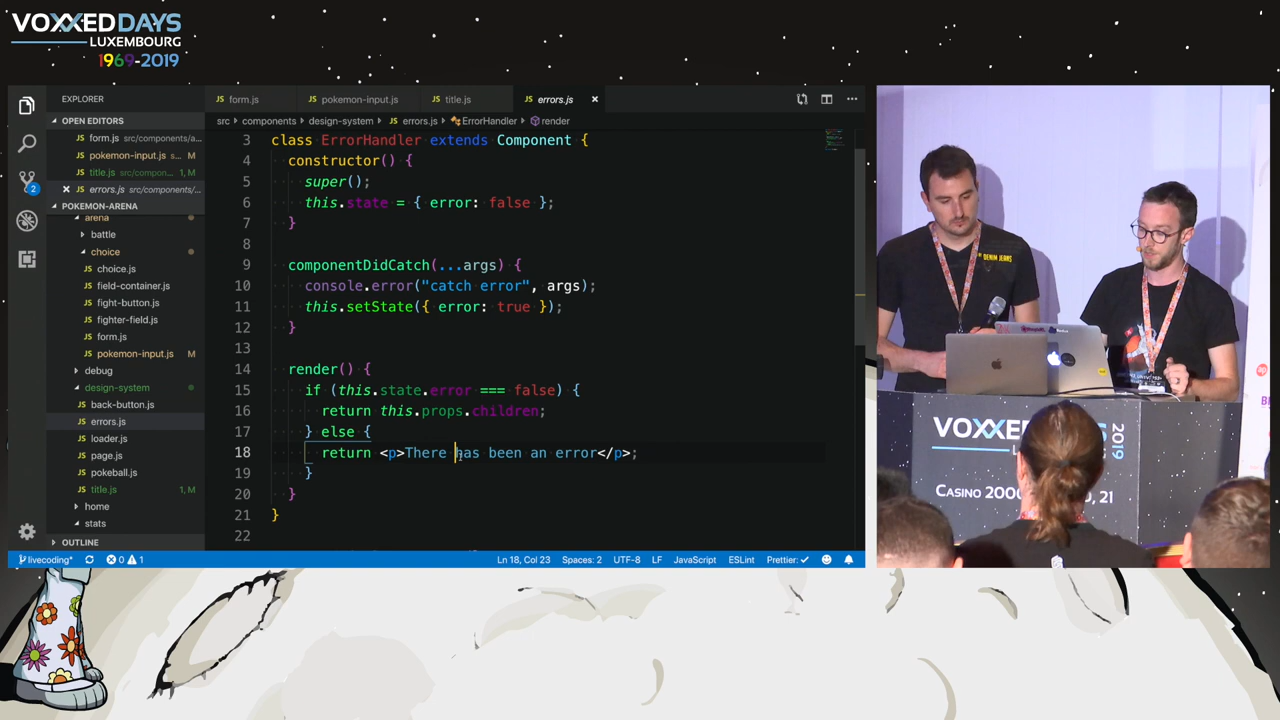 VOXXED DAYS
LUXEMBOURG
1969-2019
EXPLORER
OPEN EDITORS
form.js src/components/a...
pokemon-input.js s... M
title.js src/compon... 1, M
errors.js src/components/...
POKEMON-ARENA
arena
battle
choice
choice.js
field-container.js
fight-button.js
fighter-field.js
form.js
pokemon-input.js M
debug
design-system
back-button.js
errors.js
loader.js
page.js
pokeball.js
title.js 1, M
home
stats
OUTLINE
JS form.js JS pokemon-input.js JS title.js JS errors.js
src › components › design-system › JS errors.js › ErrorHandler › render
3 class ErrorHandler extends Component {
4 constructor() {
5 super();
6 this.state = { error: false };
7 }
8
9 componentDidCatch(...args) {
10 console.error("catch error", args);
11 this.setState({ error: true });
12 }
13
14 render() {
15 if (this.state.error === false) {
16 return this.props.children;
17 } else {
18 return <p>There has been an error</p>;
19 }
20 }
21 }
22
2
livecoding* 0 1 Ln 18, Col 23 Spaces: 2 UTF-8 LF JavaScript ESLint Prettier: ✓
DENIM JEANS
VOXXE
2019
CASINO 2000
21